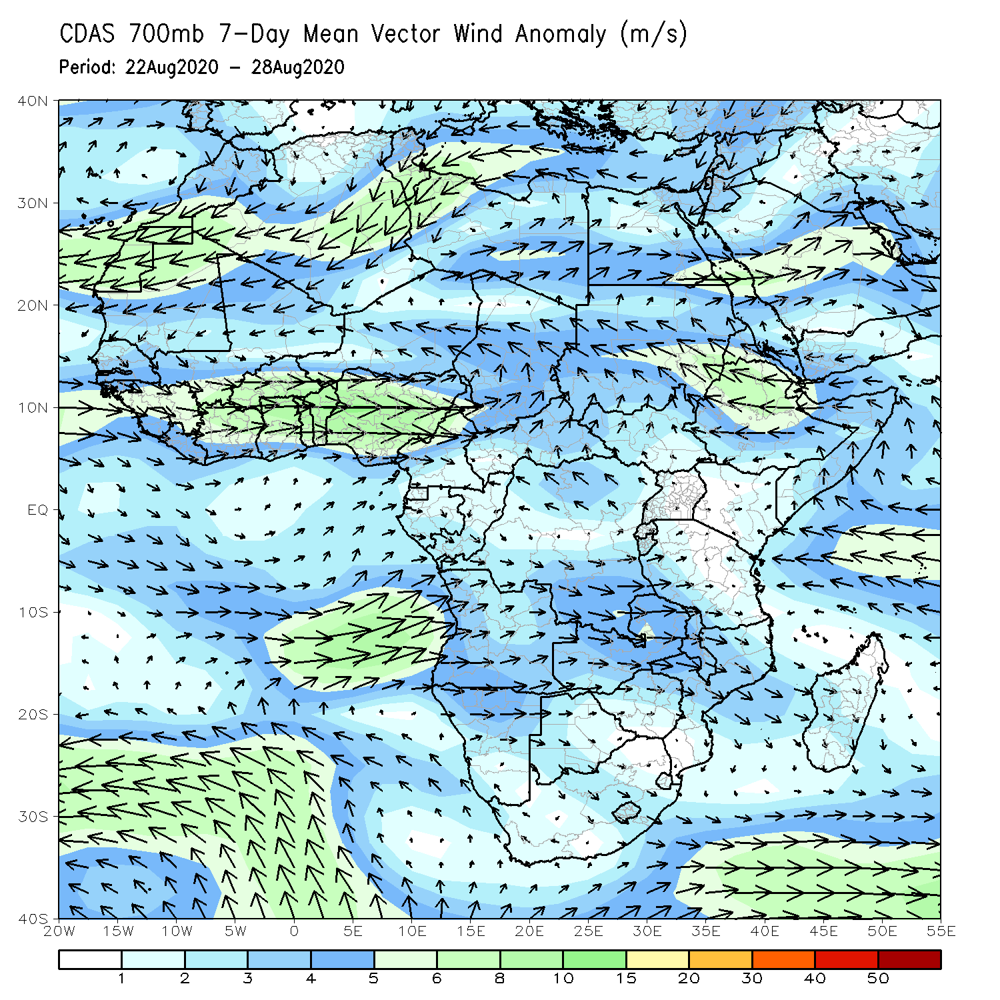 CDAS 700mb 7-Day Mean Vector Wind Anomaly (m/s)
Period: 22Aug2020 - 28Aug2020
40N
30N
20N
10N
EQ
10S
20S
30S
40S
20W 15W 10W 5W 0 5E 10E 15E 20E 25E 30E 35E 40E 45E 50E 55E
1 2 3 4 5 6 8 10 15 20 30 40 50